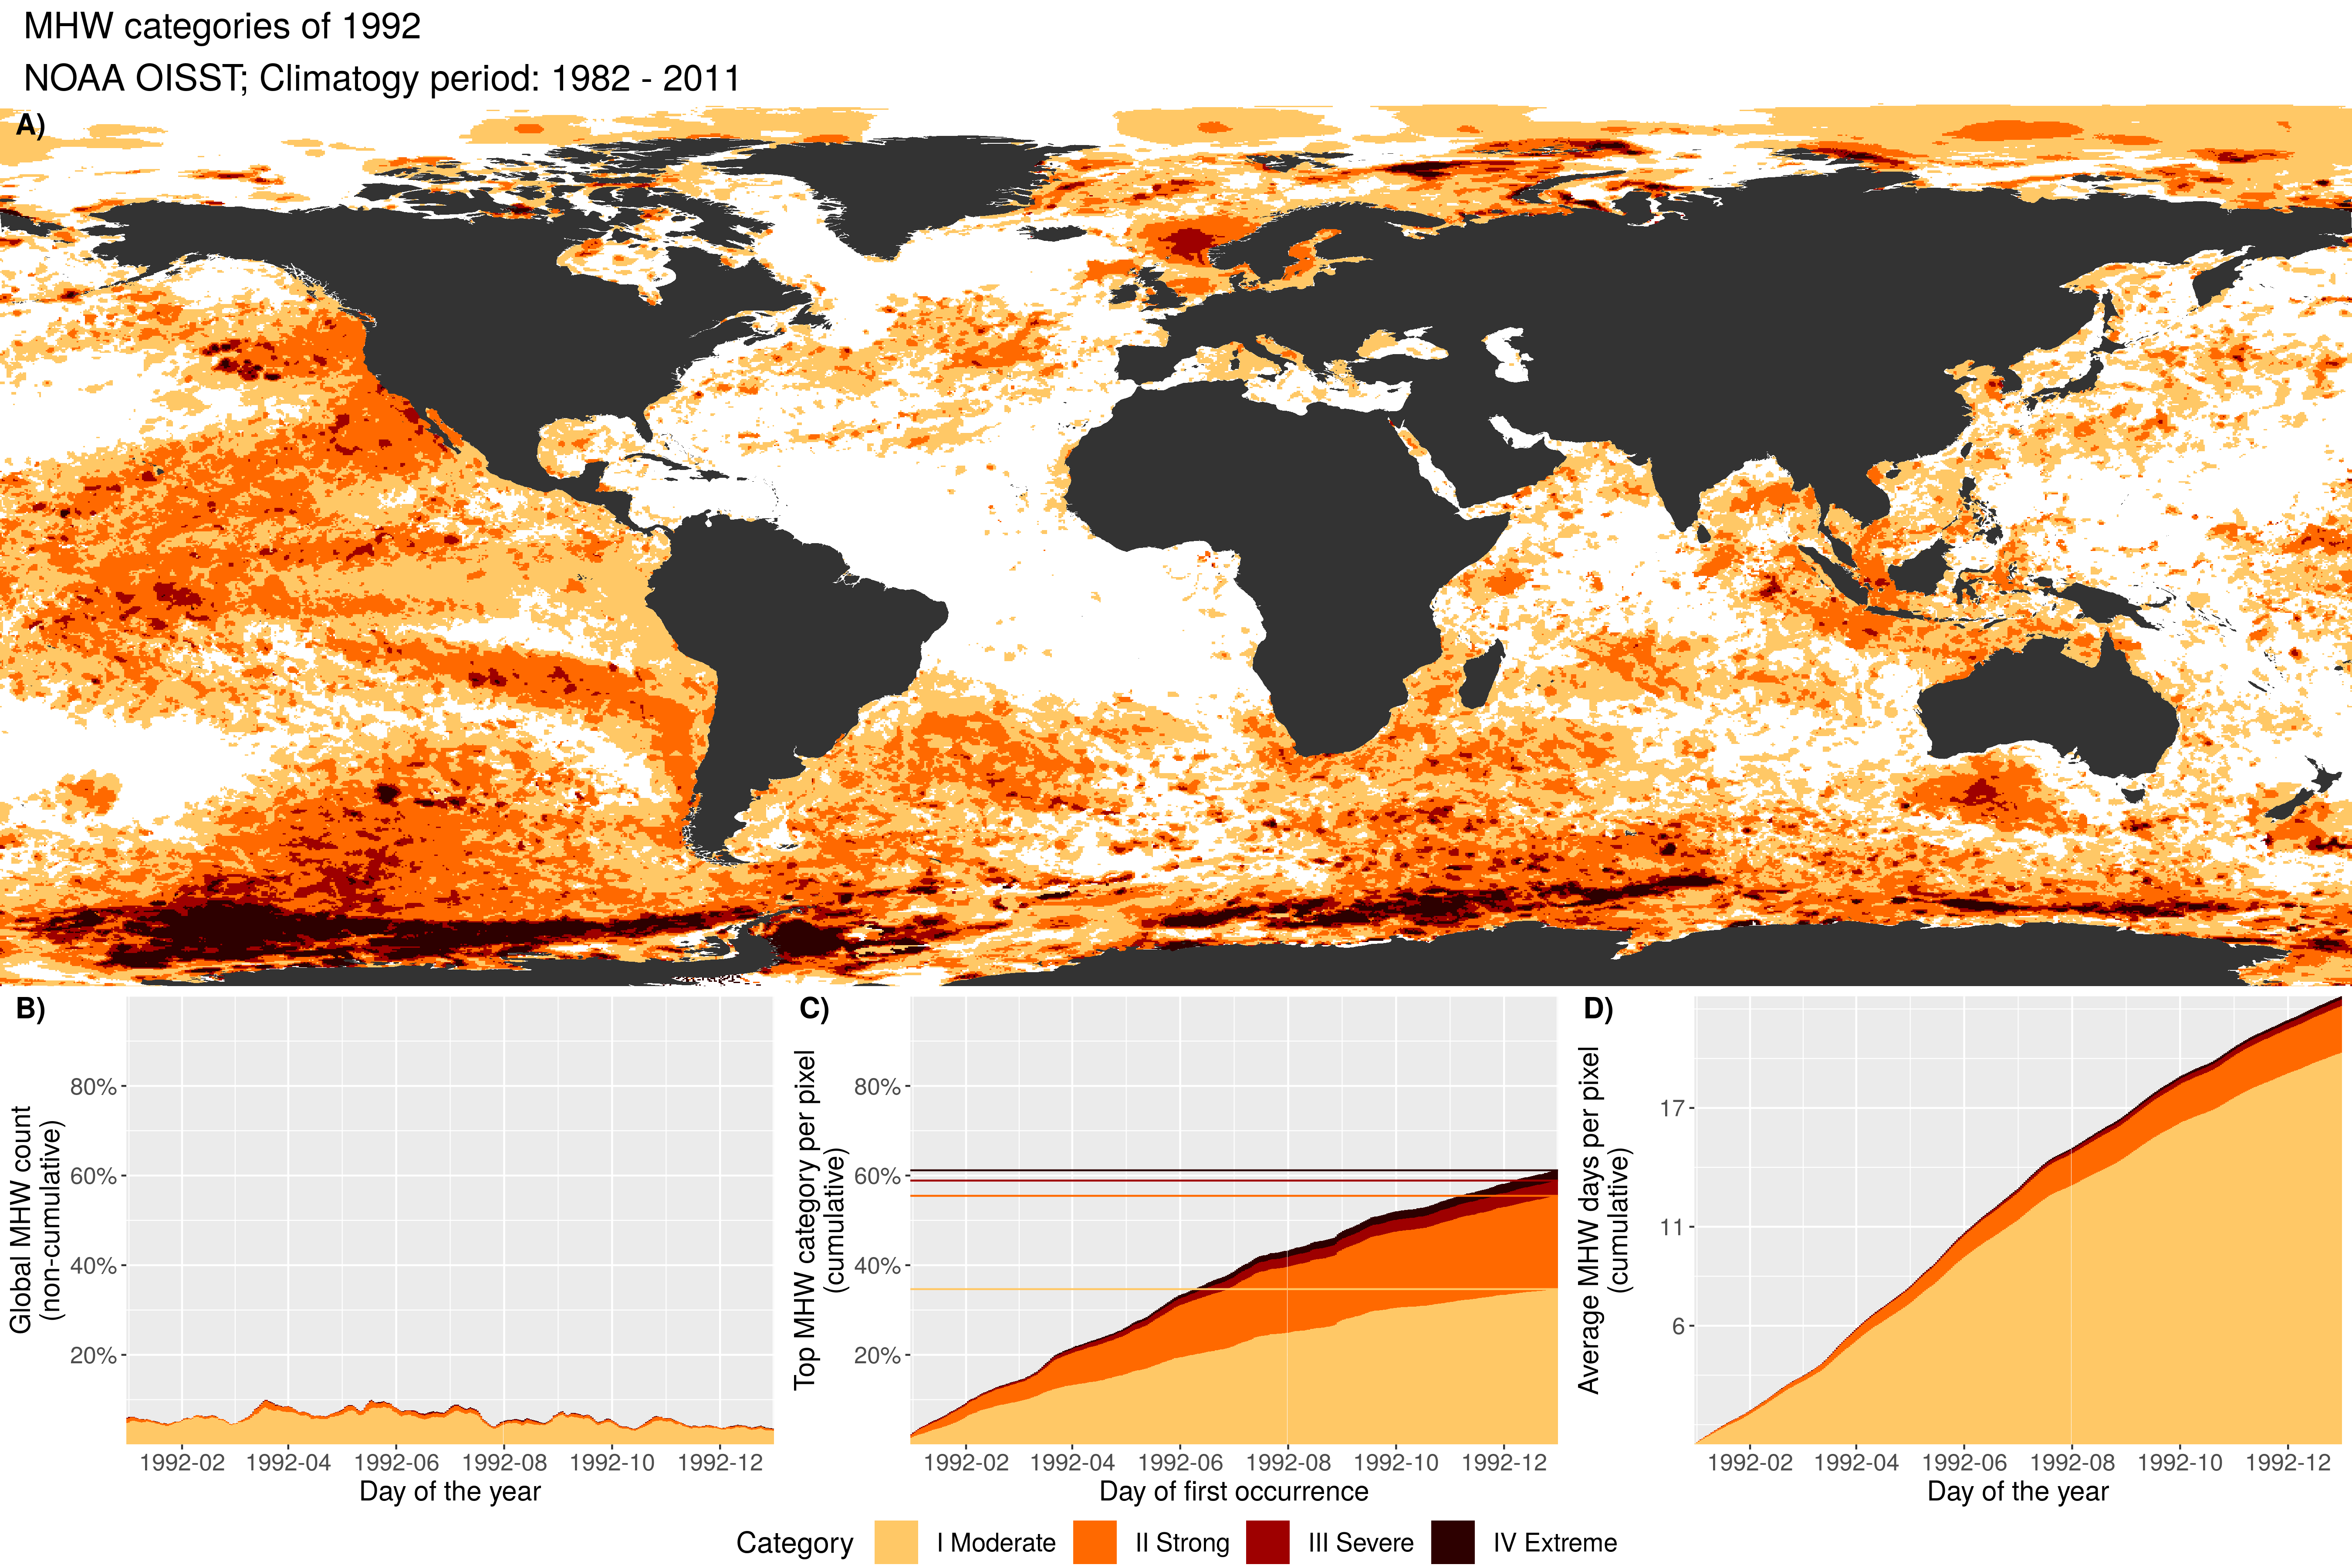 MHW categories of 1992
NOAA OISST; Climatogy period: 1982 - 2011
A)
B)
Global MHW count
(non-cumulative)
80%
60%
40%
20%
1992-02 1992-04 1992-06 1992-08 1992-10 1992-12
Day of the year
C)
Top MHW category per pixel
(cumulative)
80%
60%
40%
20%
1992-02 1992-04 1992-06 1992-08 1992-10 1992-12
Day of first occurrence
D)
Average MHW days per pixel
(cumulative)
17
11
6
1992-02 1992-04 1992-06 1992-08 1992-10 1992-12
Day of the year
Category I Moderate II Strong III Severe IV Extreme